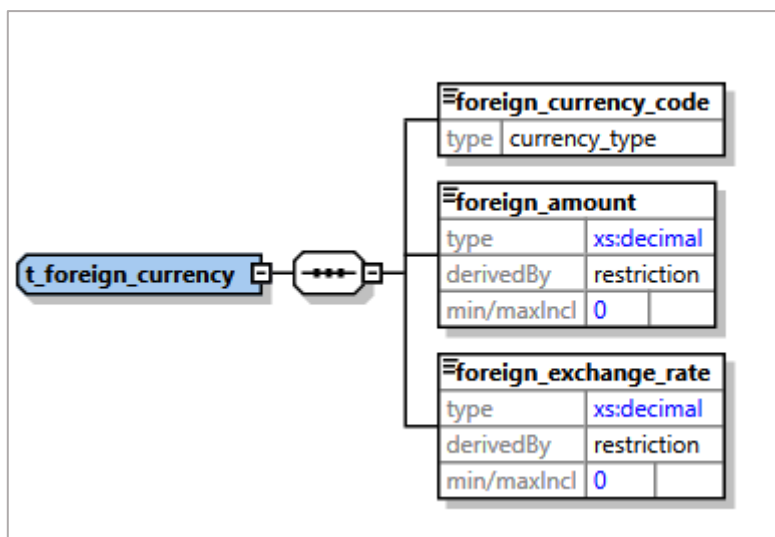 foreign_currency_code
type currency_type
foreign_amount
type xs:decimal
derivedBy restriction
min/maxIncl 0
t_foreign_currency
foreign_exchange_rate
type xs:decimal
derivedBy restriction
min/maxIncl 0